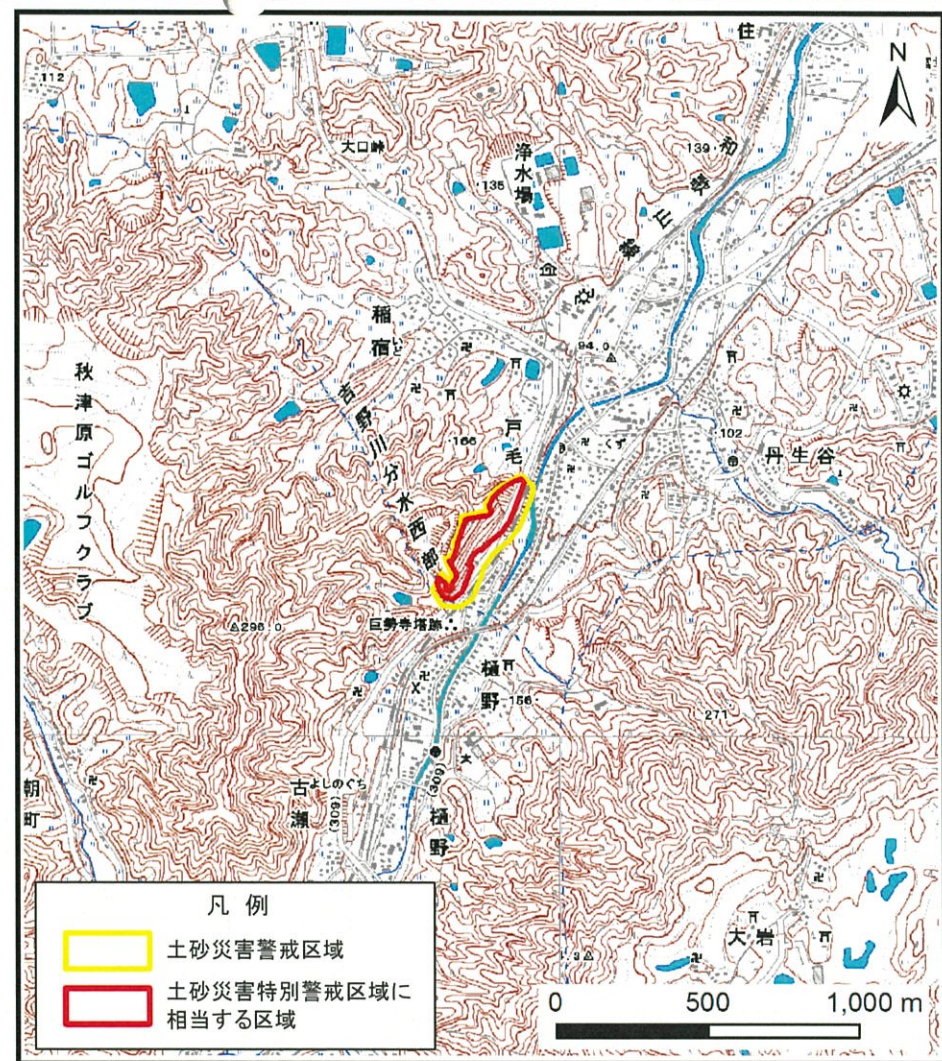 N
住
112
大口峠
浄水場
135
139
稲宿
94.0
秋津原ゴルフクラブ
166
戸毛
くず
102
丹生谷
吉野川分水西部
巨勢寺塔跡
296.0
樋野
156
271
朝町
古瀬
よしのぐち
(309)
(309)
樋野
大岩
凡 例
土砂災害警戒区域
土砂災害特別警戒区域に
相当する区域
0 500 1,000 m